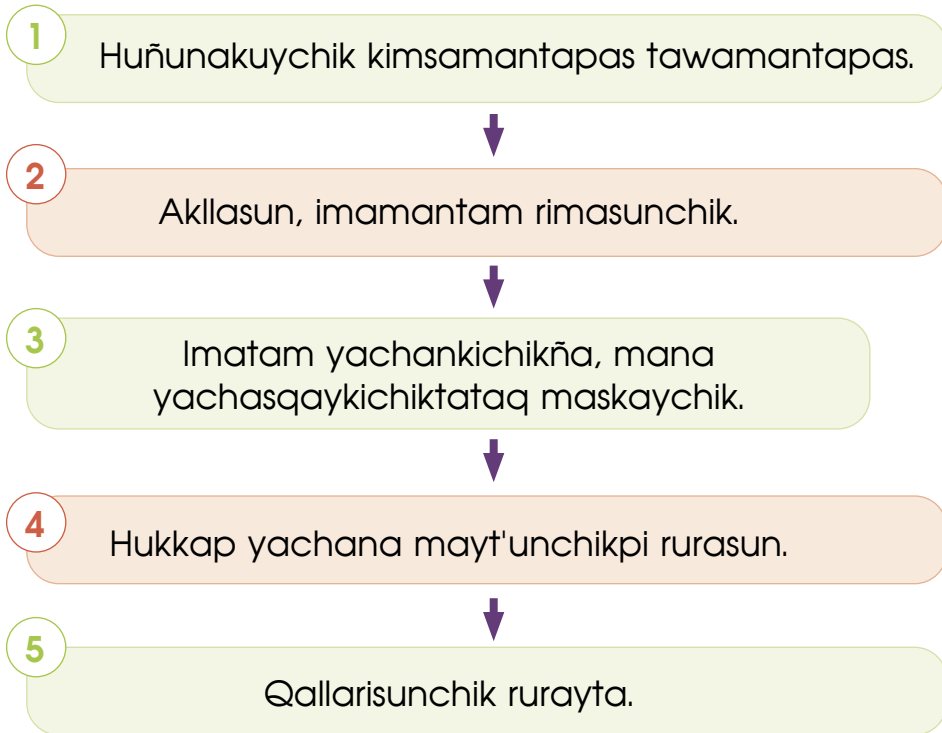 1
Huñunakuychik kimsamantapas tawamantapas.
2
Akllasun, imamantam rimasunchik.
3
Imatam yachankichikña, mana
yachasqaykichiktataq maskaychik.
4
Hukkap yachana mayt'unchikpi rurasun.
5
Qallarisunchik rurayta.